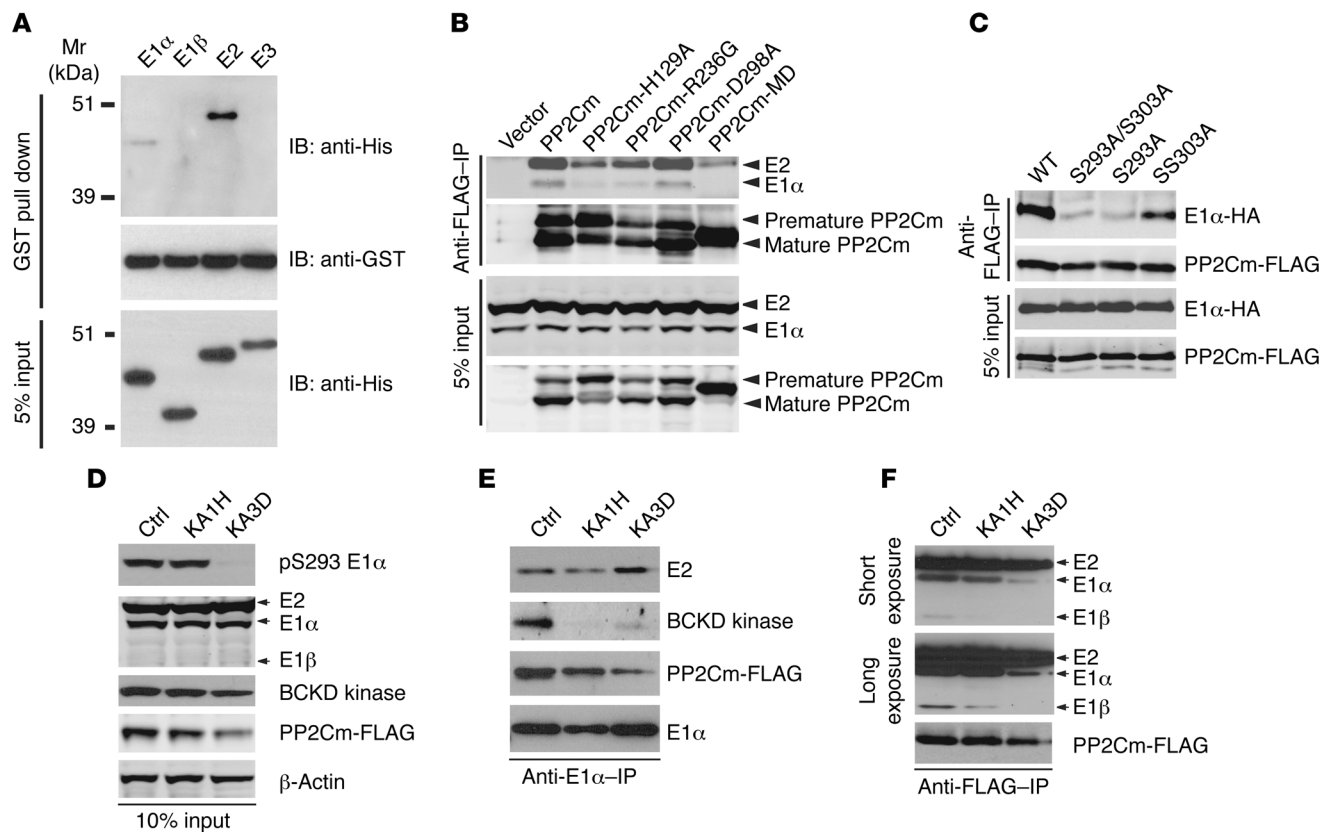 A
Mr
(kDa)
E1α
E1β
E2
E3
GST pull down
51
39
IB: anti-His
IB: anti-GST
5% input
51
39
IB: anti-His
B
Vector
PP2Cm
PP2Cm-H129A
PP2Cm-R236G
PP2Cm-D298A
PP2Cm-MD
Anti-FLAG–IP
E2
E1α
Premature PP2Cm
Mature PP2Cm
5% input
E2
E1α
Premature PP2Cm
Mature PP2Cm
C
WT
S293A/S303A
S293A
SS303A
Anti-
FLAG–IP
E1α-HA
PP2Cm-FLAG
5% input
E1α-HA
PP2Cm-FLAG
D
Ctrl
KA1H
KA3D
pS293 E1α
E2
E1α
E1β
BCKD kinase
PP2Cm-FLAG
β-Actin
10% input
E
Ctrl
KA1H
KA3D
E2
BCKD kinase
PP2Cm-FLAG
E1α
Anti-E1α–IP
F
Ctrl
KA1H
KA3D
Short
exposure
E2
E1α
E1β
Long
exposure
E2
E1α
E1β
PP2Cm-FLAG
Anti-FLAG–IP